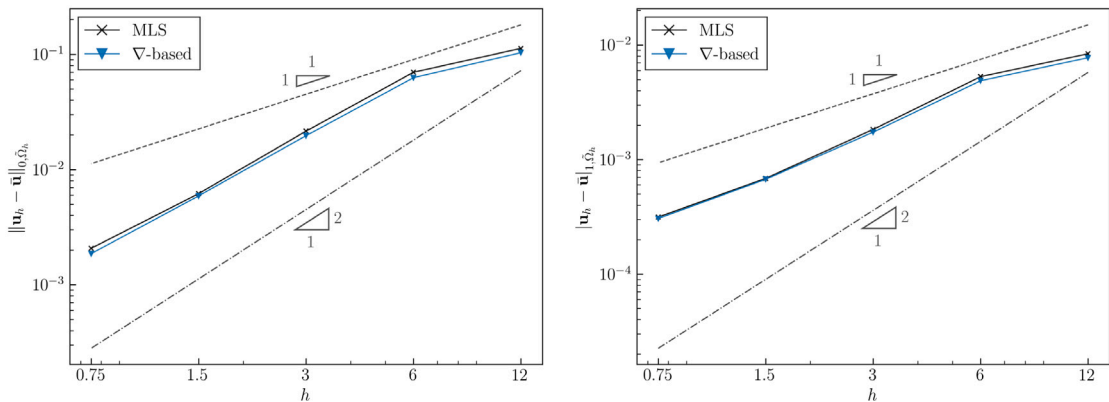 MLS
∇-based
10⁻¹
10⁻²
10⁻³
‖u_h − ū‖_{0,Ω̃_h}
1
1
2
1
0.75 1.5 3 6 12
h
MLS
∇-based
10⁻²
10⁻³
10⁻⁴
|u_h − ū|_{1,Ω̃_h}
1
1
2
1
0.75 1.5 3 6 12
h